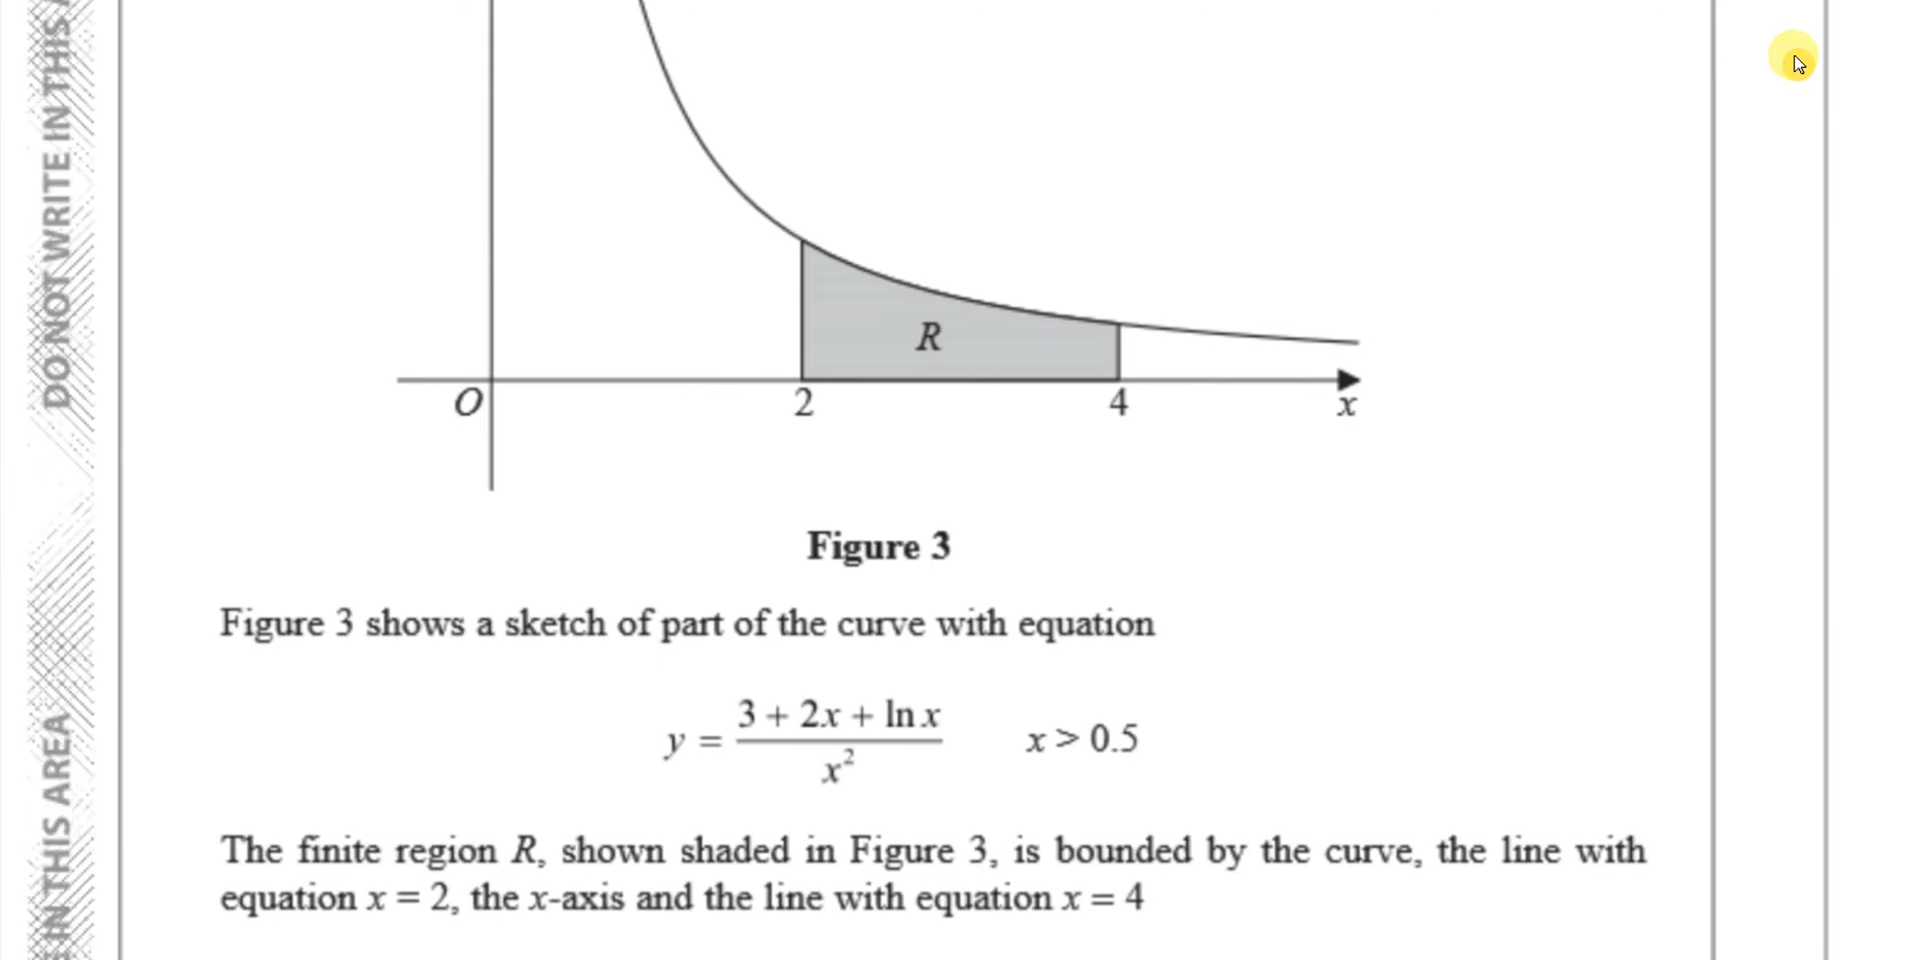 DO NOT WRITE IN THIS
R
O
2
4
x
Figure 3
Figure 3 shows a sketch of part of the curve with equation
y = \frac{3 + 2x + \ln x}{x^2} x > 0.5
The finite region R, shown shaded in Figure 3, is bounded by the curve, the line with
equation x = 2, the x-axis and the line with equation x = 4
IN THIS AREA